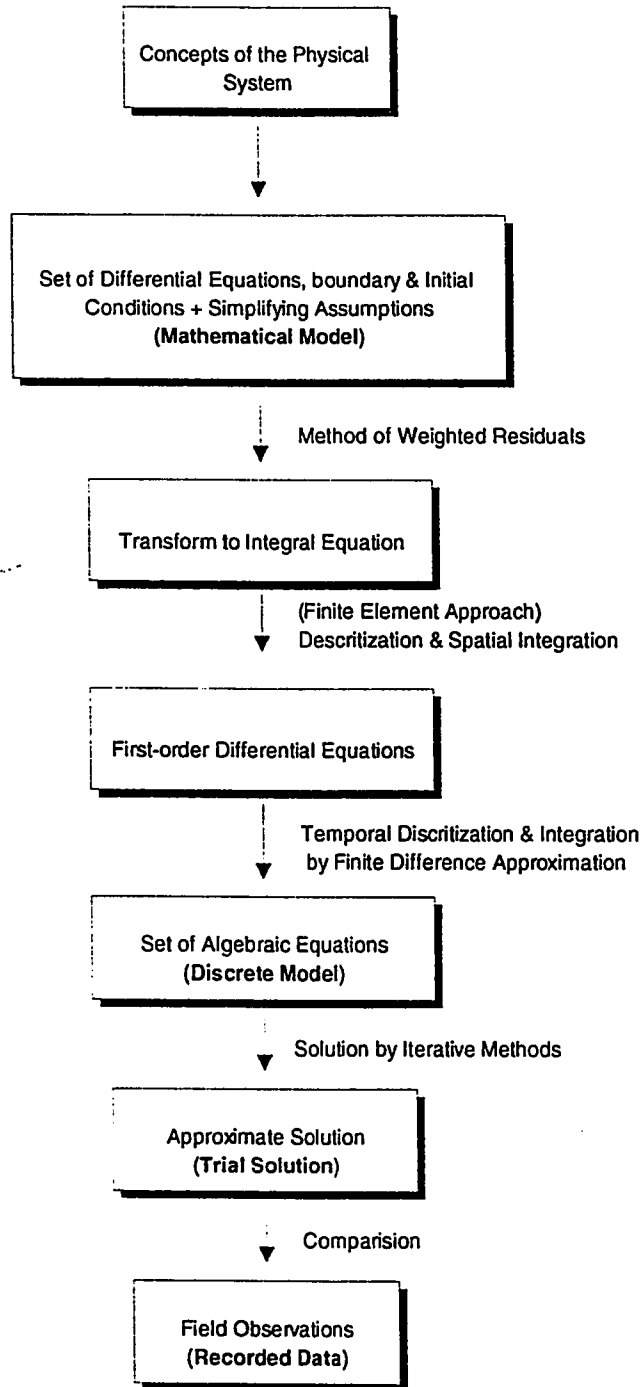 Concepts of the Physical
System
Set of Differential Equations, boundary & Initial
Conditions + Simplifying Assumptions
(Mathematical Model)
Method of Weighted Residuals
Transform to Integral Equation
(Finite Element Approach)
Descritization & Spatial Integration
First-order Differential Equations
Temporal Discritization & Integration
by Finite Difference Approximation
Set of Algebraic Equations
(Discrete Model)
Solution by Iterative Methods
Approximate Solution
(Trial Solution)
Comparision
Field Observations
(Recorded Data)